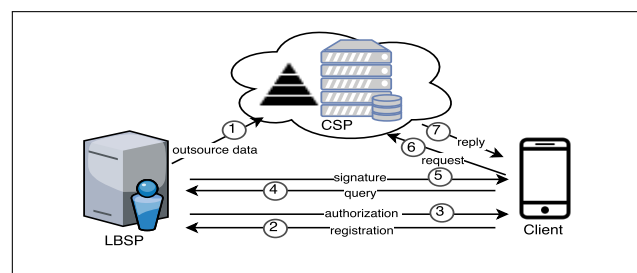 CSP
1
outsource data
7
reply
6
request
signature
5
4
query
authorization
3
2
registration
LBSP
Client